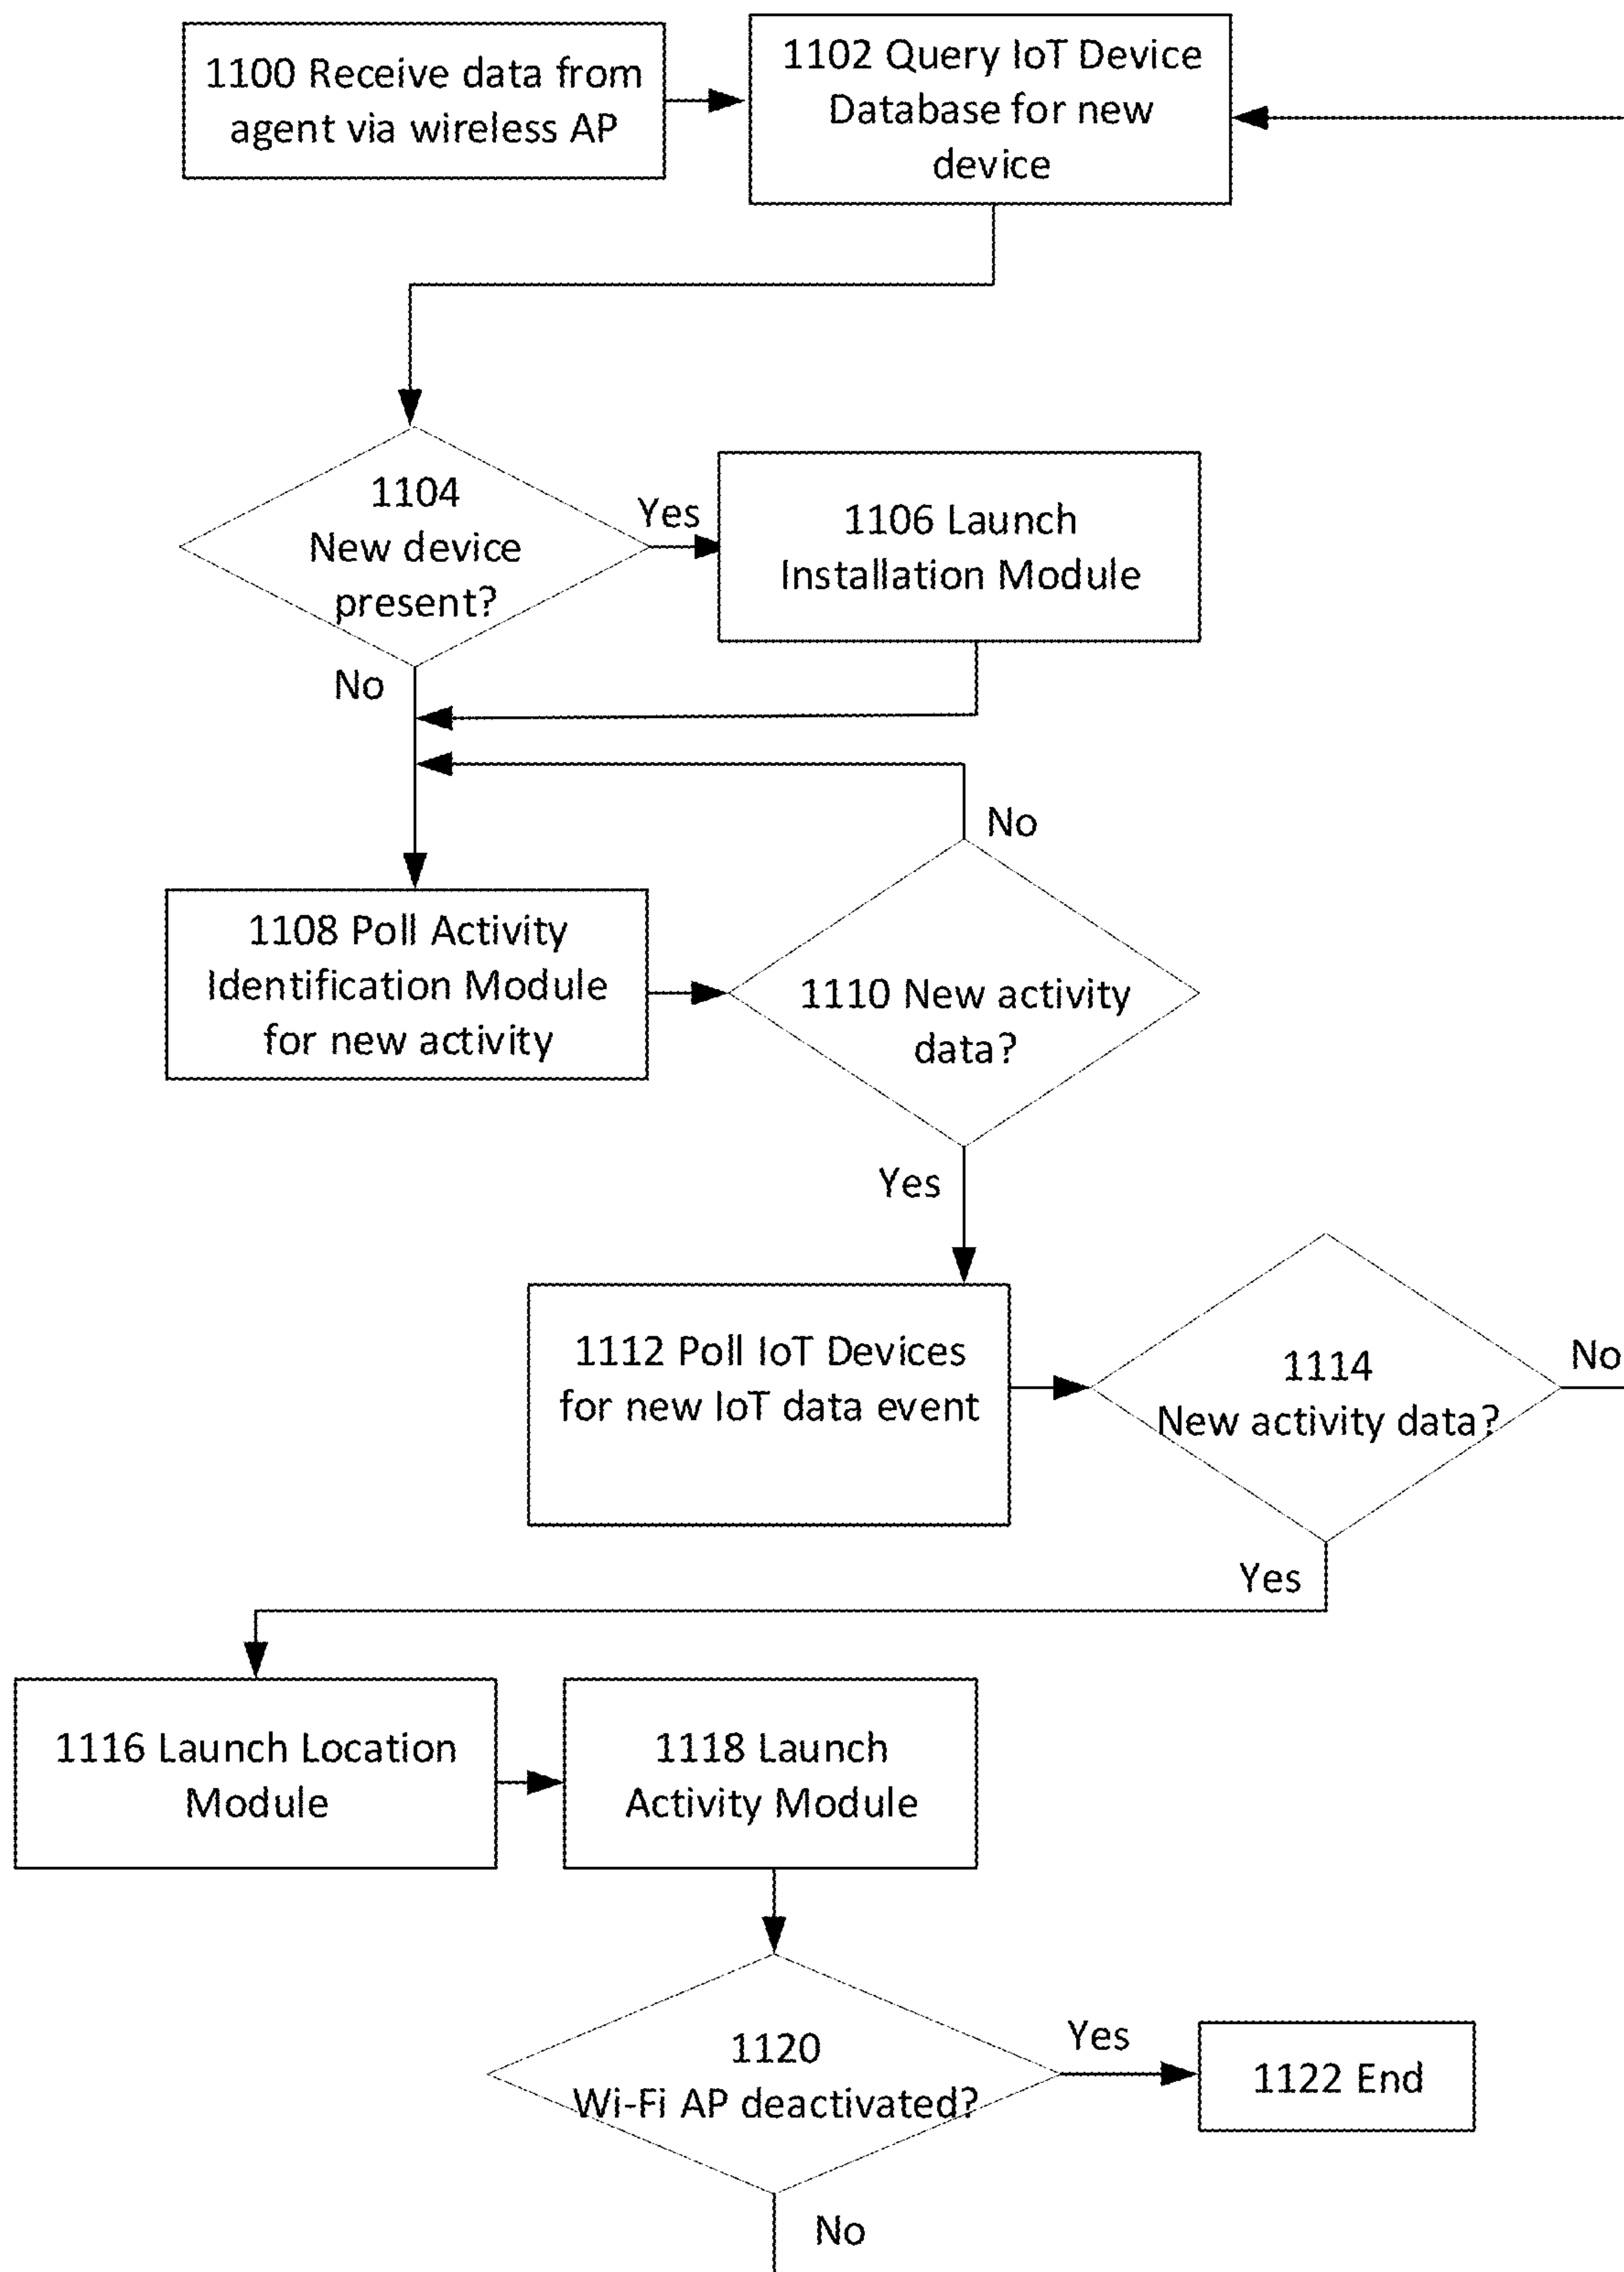 1100 Receive data from
agent via wireless AP
1102 Query IoT Device
Database for new
device
1104
New device
present?
Yes
1106 Launch
Installation Module
No
No
1108 Poll Activity
Identification Module
for new activity
1110 New activity
data?
Yes
1112 Poll IoT Devices
for new IoT data event
1114
New activity data?
No
Yes
1116 Launch Location
Module
1118 Launch
Activity Module
1120
Wi-Fi AP deactivated?
Yes
1122 End
No